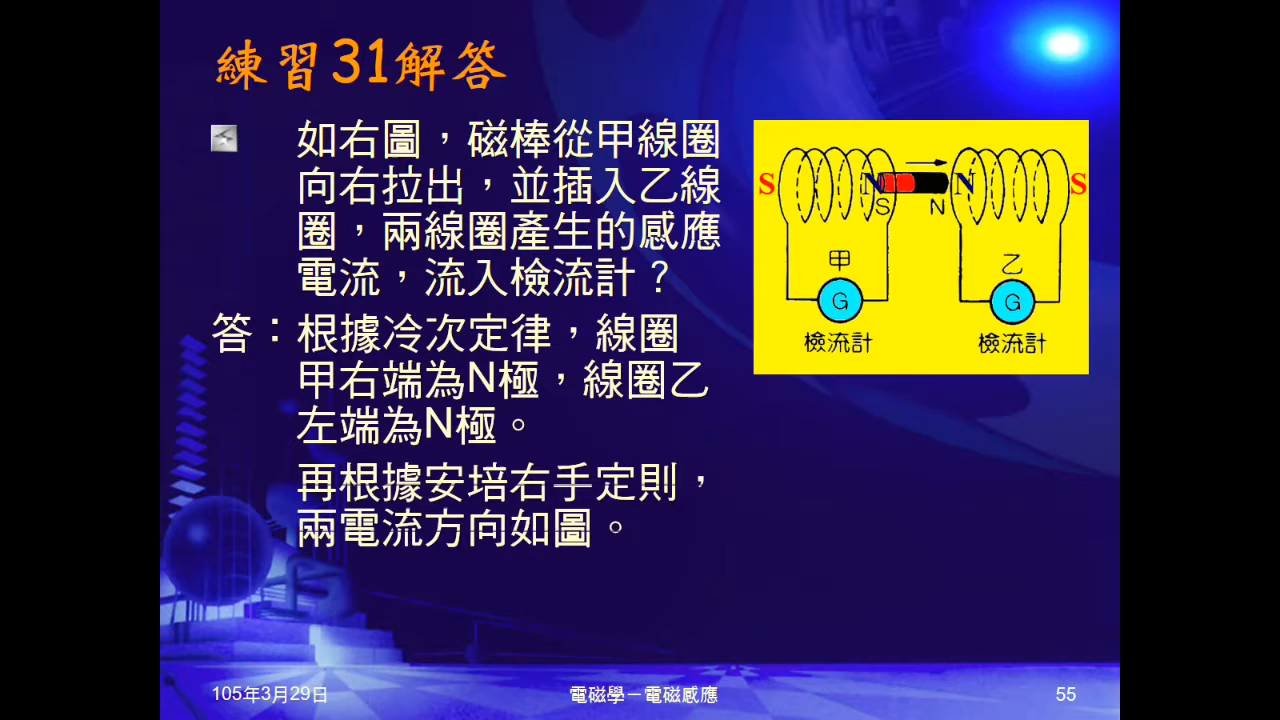 練習31解答
如右圖，磁棒從甲線圈
向右拉出，並插入乙線
圈，兩線圈產生的感應
電流，流入檢流計？
答：根據冷次定律，線圈
甲右端為N極，線圈乙
左端為N極。
再根據安培右手定則，
兩電流方向如圖。
S N N S
S N
甲 乙
G G
檢流計 檢流計
105年3月29日 電磁學－電磁感應 55